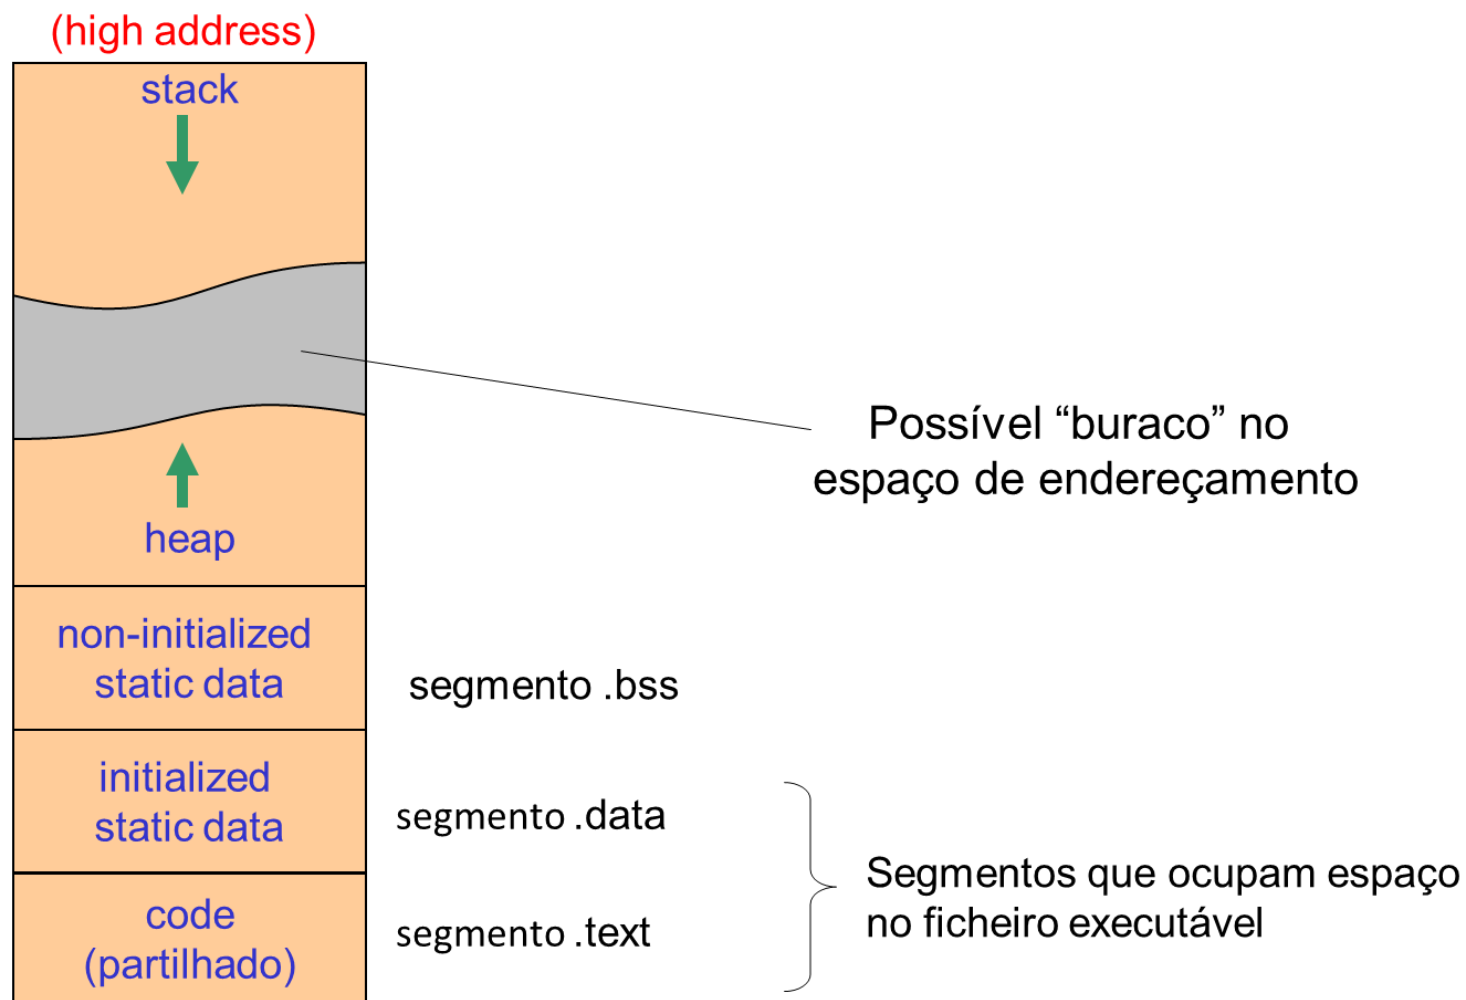 (high address)
stack
Possível “buraco” no
espaço de endereçamento
heap
non-initialized
static data
segmento .bss
initialized
static data
segmento .data
Segmentos que ocupam espaço
no ficheiro executável
code
(partilhado)
segmento .text